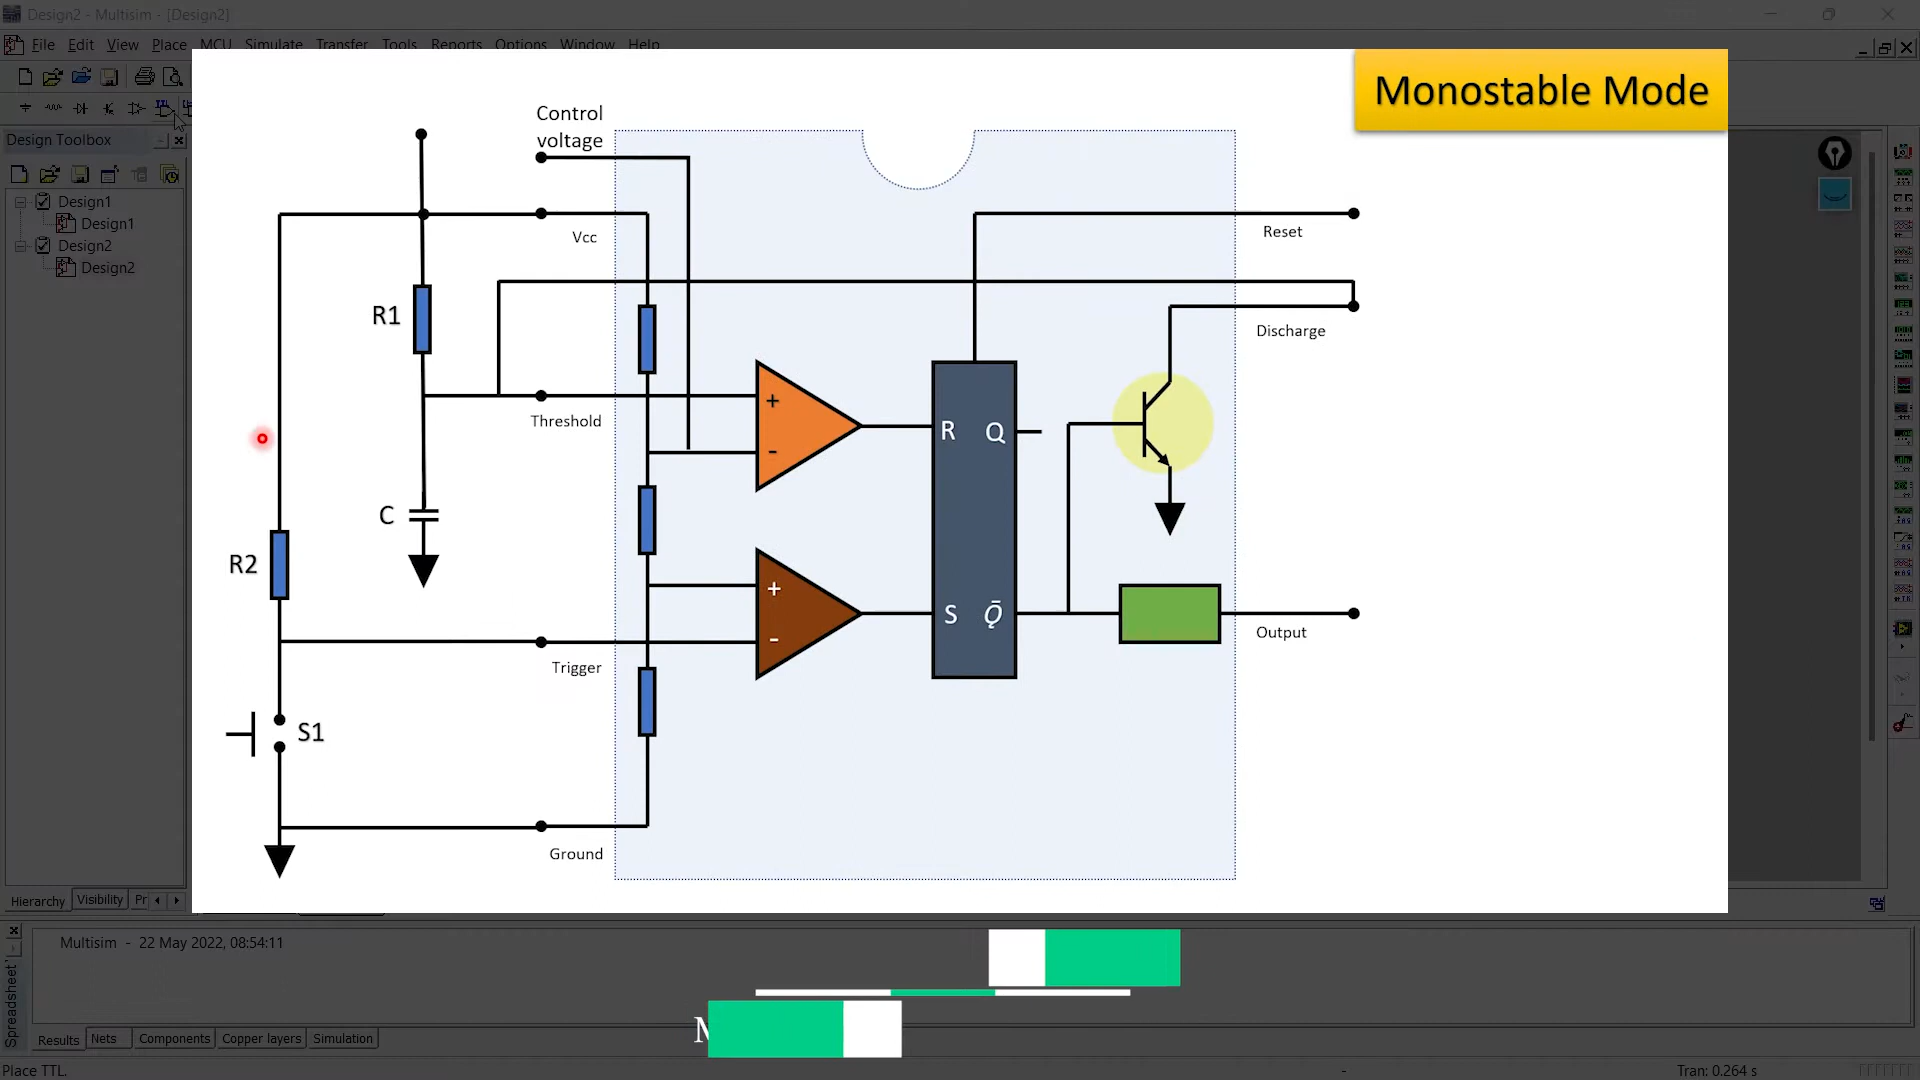 Design2 - Multisim - [Design2]
File Edit View Place MCU Simulate Transfer Tools Reports Options Window Help
Monostable Mode
Design Toolbox
Control
voltage
Design1
Design1
Design2
Design2
Vcc
Reset
R1
Discharge
Threshold
+
-
R Q
C
R2
+
-
S Q̄
Output
Trigger
S1
Ground
Hierarchy Visibility Pr
Multisim - 22 May 2022, 08:54:11
Spreadsheet
Results Nets Components Copper layers Simulation
Place TTL. - Tran: 0.264 s